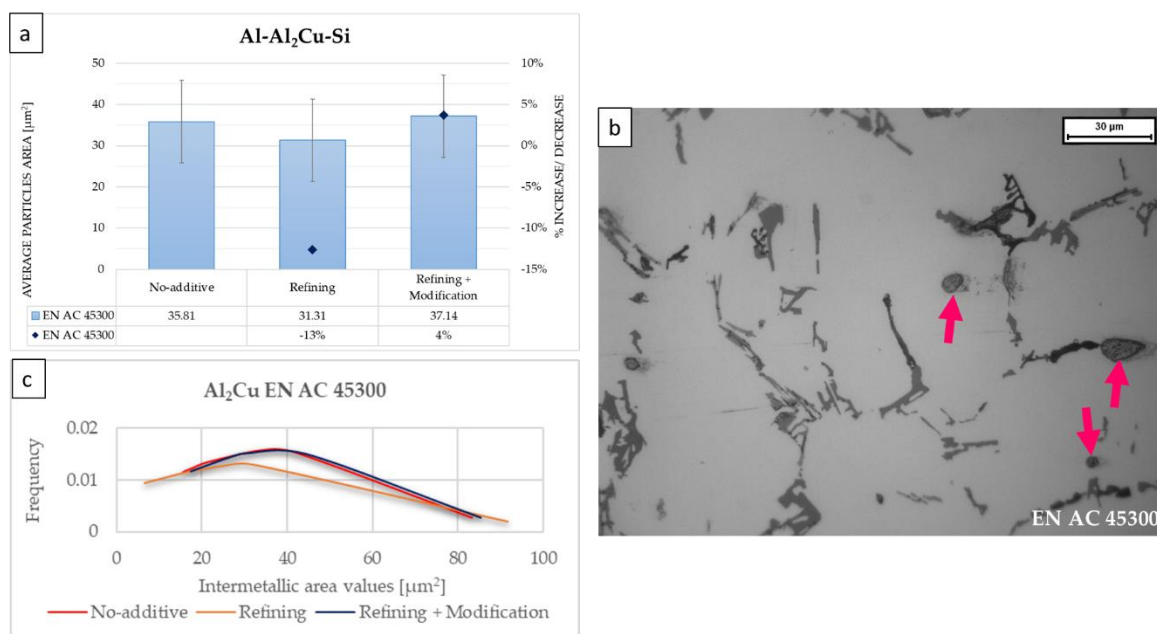 a
Al-Al₂Cu-Si
AVERAGE PARTICLES AREA [µm²]
50
40
30
20
10
0
10%
5%
0%
-5%
-10%
-15%
% INCREASE/ DECREASE
No-additive
Refining
Refining +
Modification
EN AC 45300 35.81 31.31 37.14
EN AC 45300 -13% 4%
b
30 µm
EN AC 45300
c
Al₂Cu EN AC 45300
Frequency
0.02
0.01
0
0 20 40 60 80 100
Intermetallic area values [µm²]
No-additive Refining Refining + Modification